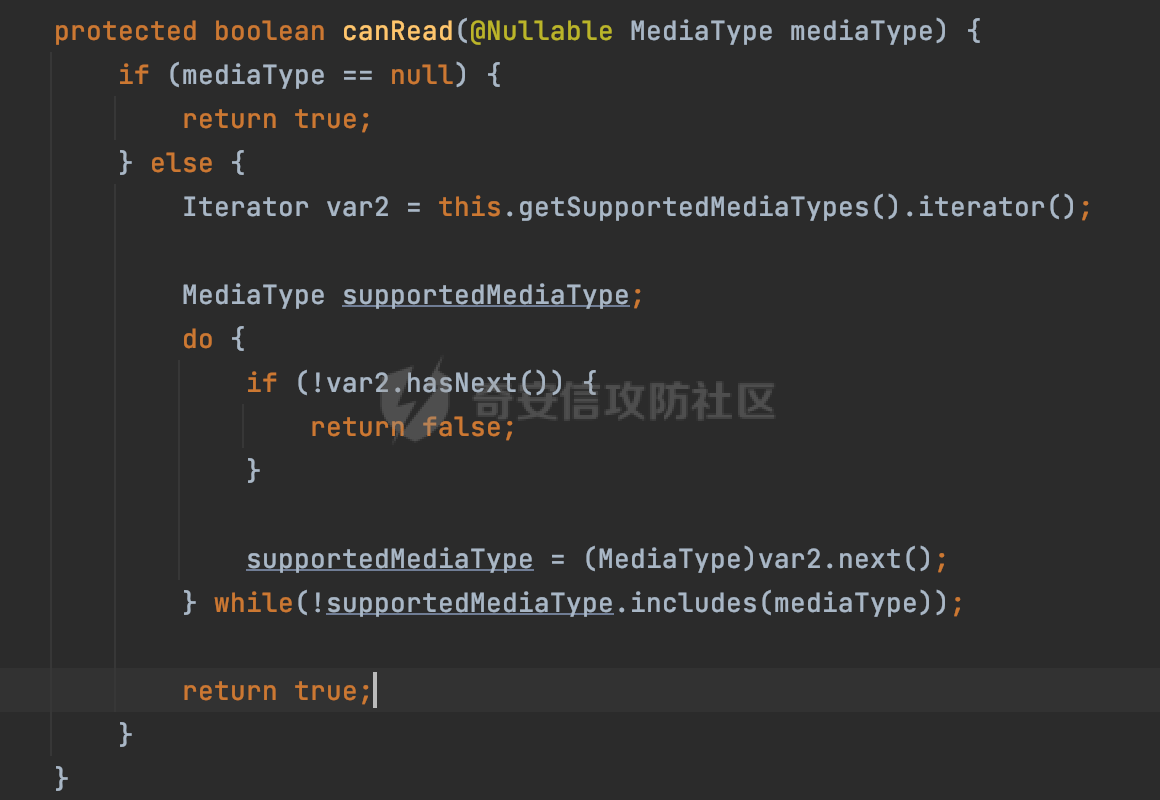 protected boolean canRead(@Nullable MediaType mediaType) {
    if (mediaType == null) {
        return true;
    } else {
        Iterator var2 = this.getSupportedMediaTypes().iterator();

        MediaType supportedMediaType;
        do {
            if (!var2.hasNext()) {
奇安信攻防社区
                return false;
            }

            supportedMediaType = (MediaType)var2.next();
        } while(!supportedMediaType.includes(mediaType));

        return true;
    }
}